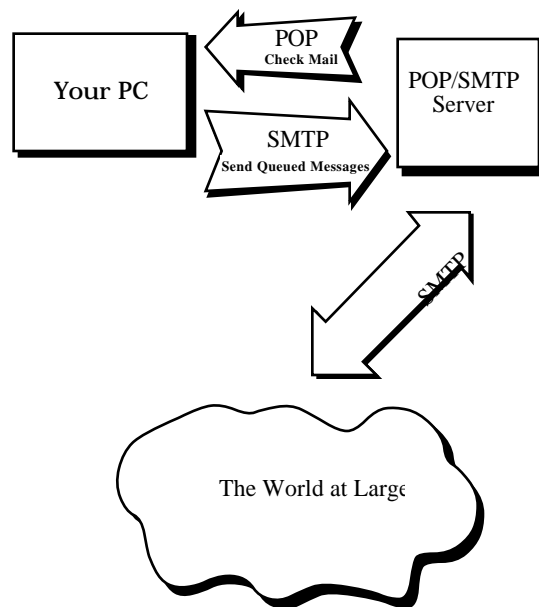 POP
Check Mail
Your PC
POP/SMTP
Server
SMTP
Send Queued Messages
SMTP
The World at Large